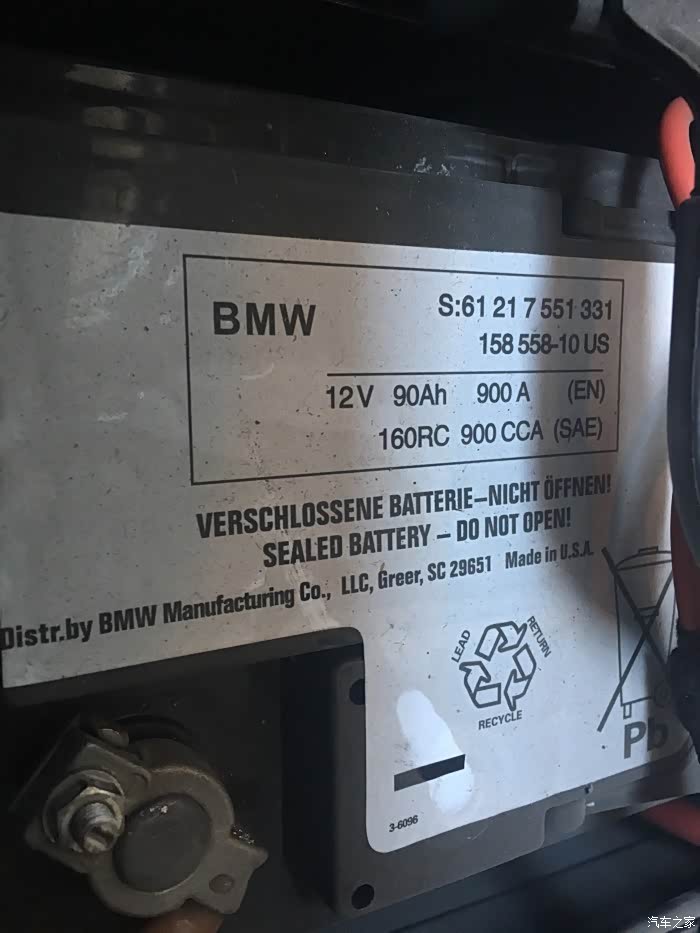 BMW
S:61 21 7 551 331
158 558-10 US
12V 90Ah 900 A (EN)
160RC 900 CCA (SAE)
VERSCHLOSSENE BATTERIE–NICHT ÖFFNEN!
SEALED BATTERY – DO NOT OPEN!
Distr.by BMW Manufacturing Co., LLC, Greer, SC 29651 Made in U.S.A.
LEAD
RETURN
RECYCLE
Pb
3-6096
汽车之家